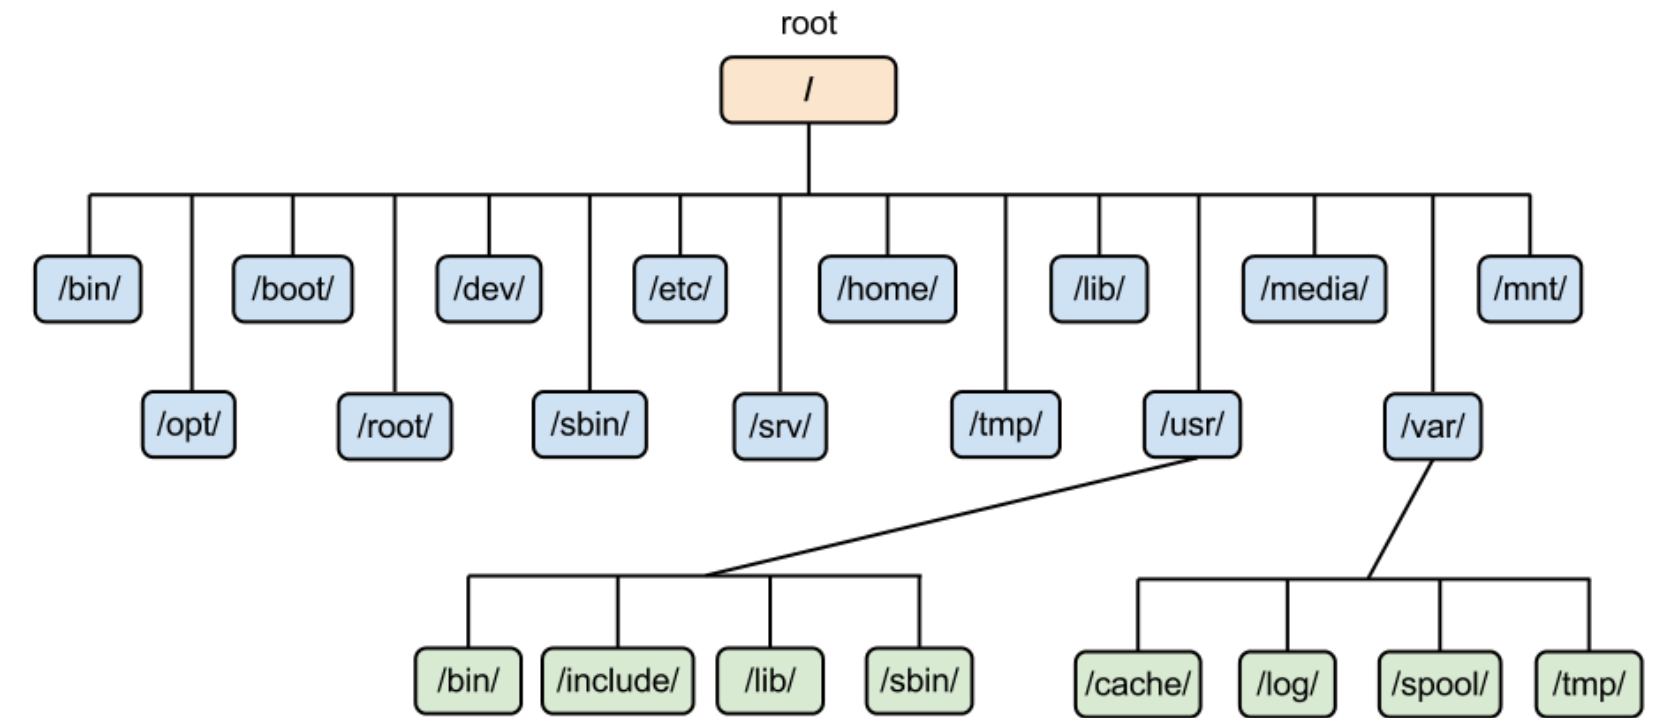 root
/
/bin/
/boot/
/dev/
/etc/
/home/
/lib/
/media/
/mnt/
/opt/
/root/
/sbin/
/srv/
/tmp/
/usr/
/var/
/bin/
/include/
/lib/
/sbin/
/cache/
/log/
/spool/
/tmp/